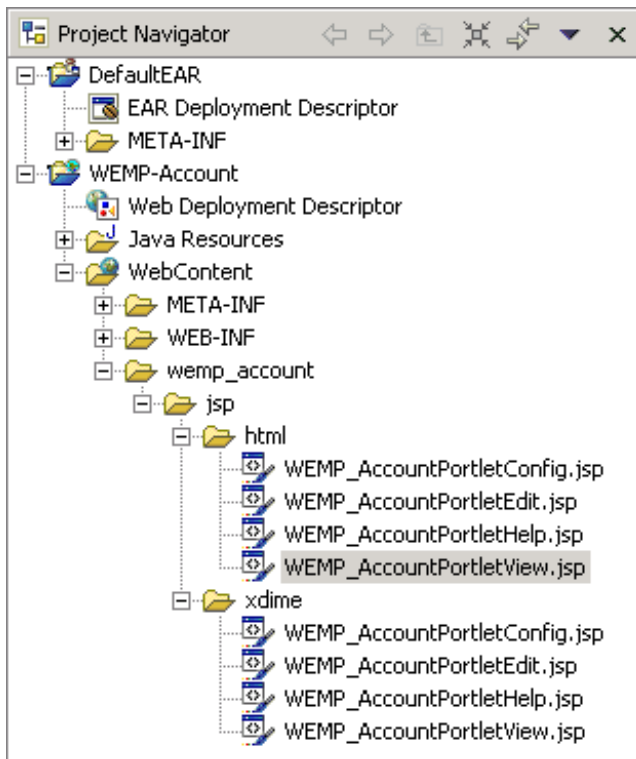 Project Navigator
DefaultEAR
EAR Deployment Descriptor
META-INF
WEMP-Account
Web Deployment Descriptor
Java Resources
WebContent
META-INF
WEB-INF
wemp_account
jsp
html
WEMP_AccountPortletConfig.jsp
WEMP_AccountPortletEdit.jsp
WEMP_AccountPortletHelp.jsp
WEMP_AccountPortletView.jsp
xdime
WEMP_AccountPortletConfig.jsp
WEMP_AccountPortletEdit.jsp
WEMP_AccountPortletHelp.jsp
WEMP_AccountPortletView.jsp